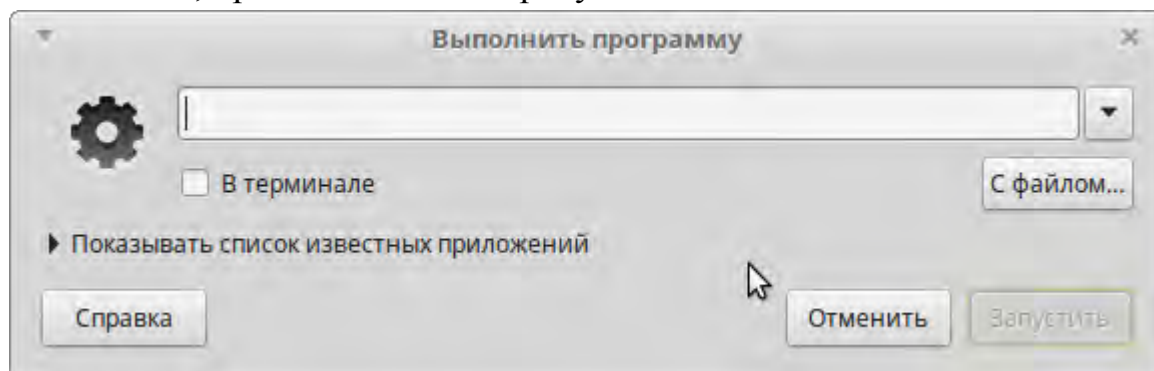 Выполнить программу
В терминале
С файлом...
Показывать список известных приложений
Справка
Отменить
Запустить